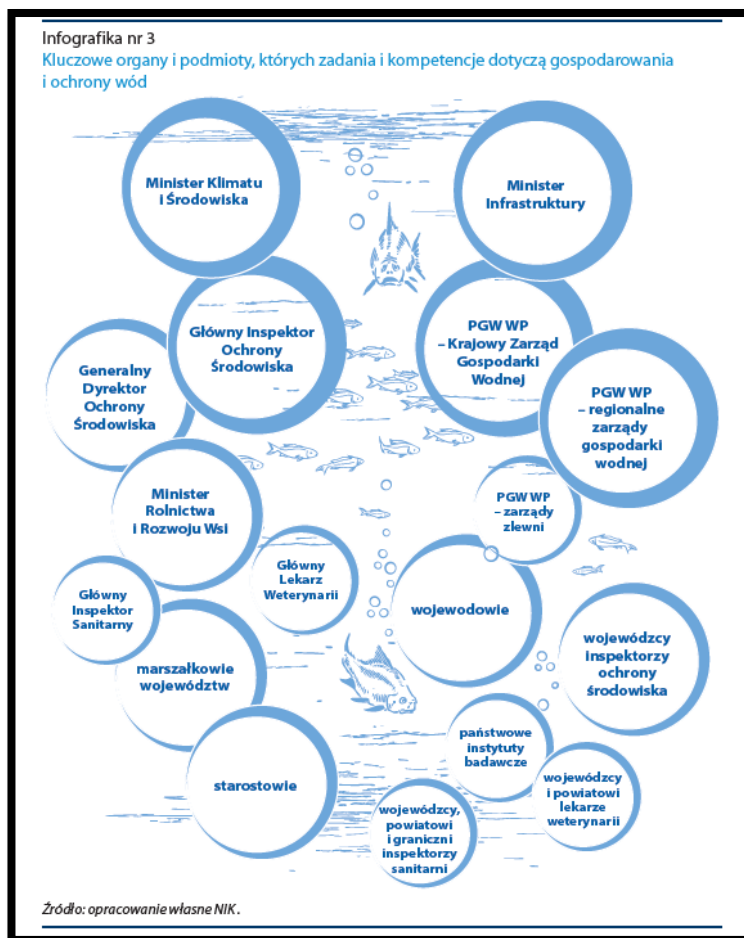 Infografika nr 3
Kluczowe organy i podmioty, których zadania i kompetencje dotyczą gospodarowania
i ochrony wód
Minister Klimatu
i Środowiska
Minister
Infrastruktury
Główny Inspektor
Ochrony
Środowiska
PGW WP
– Krajowy Zarząd
Gospodarki
Wodnej
Generalny
Dyrektor
Ochrony
Środowiska
PGW WP
– regionalne
zarządy
gospodarki
wodnej
Minister
Rolnictwa
i Rozwoju Wsi
PGW WP
– zarządy
zlewni
Główny
Lekarz
Weterynarii
Główny
Inspektor
Sanitarny
wojewodowie
wojewódzcy
inspektorzy
ochrony
środowiska
marszałkowie
województw
państwowe
instytuty
badawcze
starostowie
wojewódzcy
i powiatowi
lekarze
weterynarii
wojewódzcy,
powiatowi
i graniczni
inspektorzy
sanitarni
Źródło: opracowanie własne NIK.